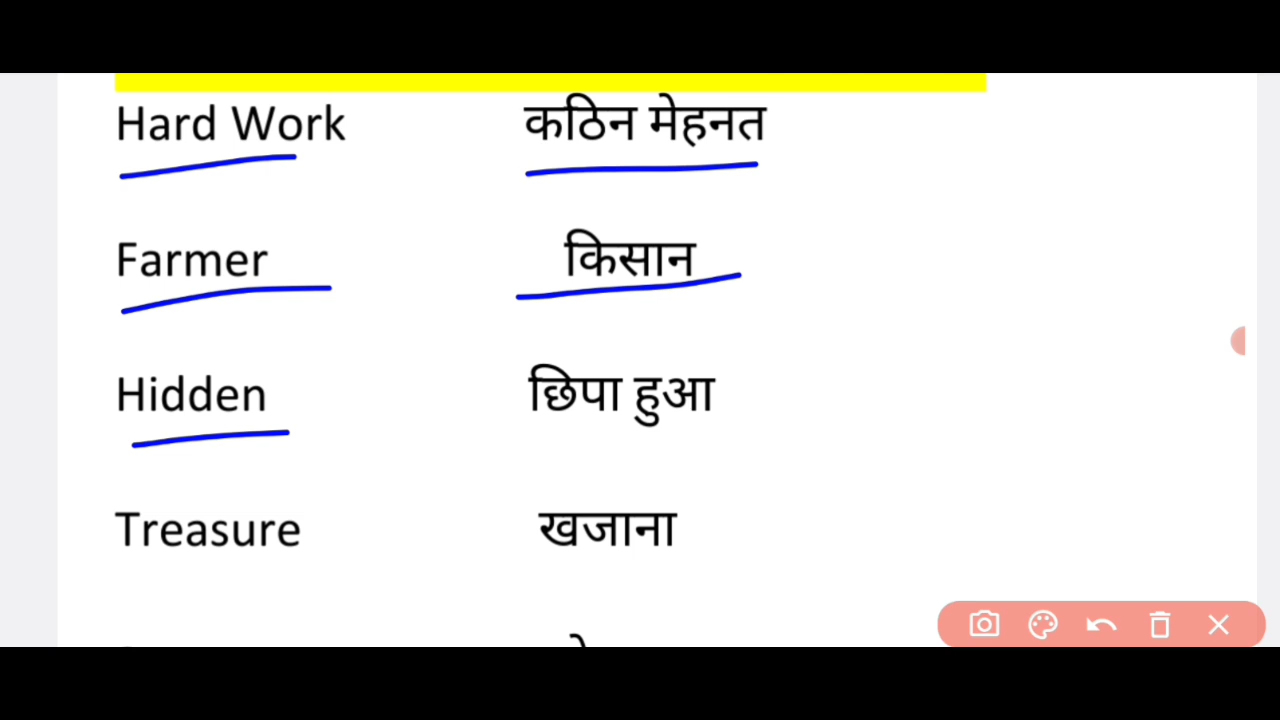 Hard Work कठिन मेहनत
Farmer किसान
Hidden छिपा हुआ
Treasure खजाना